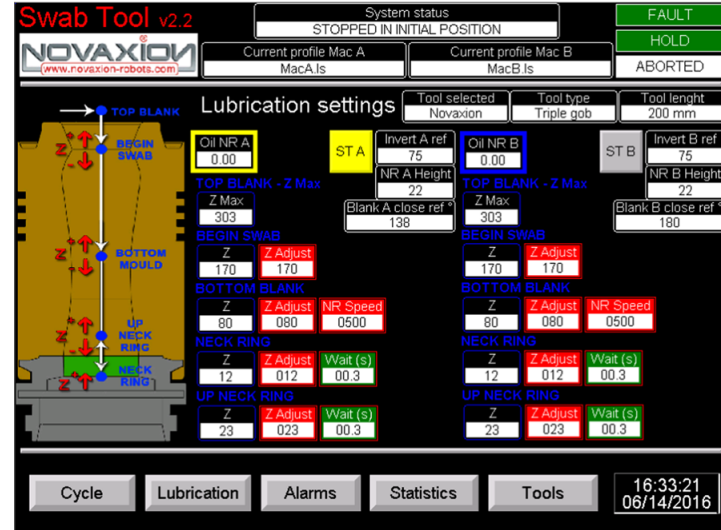 Swab Tool v2.2
System status
STOPPED IN INITIAL POSITION
FAULT
HOLD
ABORTED
NOVAXION
www.novaxion-robots.com
Current profile Mac A
MacA.ls
Current profile Mac B
MacB.ls
Lubrication settings
Tool selected
Novaxion
Tool type
Triple gob
Tool lenght
200 mm
TOP BLANK
Z + -
BEGIN SWAB
Z + -
BOTTOM MOULD
Z + -
UP NECK RING
Z +
NECK RING
Oil NR A
0.00
ST A
Invert A ref
75
NR A Height
22
Blank A close ref °
138
TOP BLANK - Z Max
Z Max
303
BEGIN SWAB
Z Z Adjust
170 170
BOTTOM BLANK
Z Z Adjust NR Speed
80 080 0500
NECK RING
Z Z Adjust Wait (s)
12 012 00.3
UP NECK RING
Z Z Adjust Wait (s)
23 023 00.3
Oil NR B
0.00
ST B
Invert B ref
75
NR B Height
22
Blank B close ref °
180
TOP BLANK - Z Max
Z Max
303
BEGIN SWAB
Z Z Adjust
170 170
BOTTOM BLANK
Z Z Adjust NR Speed
80 080 0500
NECK RING
Z Z Adjust Wait (s)
12 012 00.3
UP NECK RING
Z Z Adjust Wait (s)
23 023 00.3
Cycle
Lubrication
Alarms
Statistics
Tools
16:33:21
06/14/2016